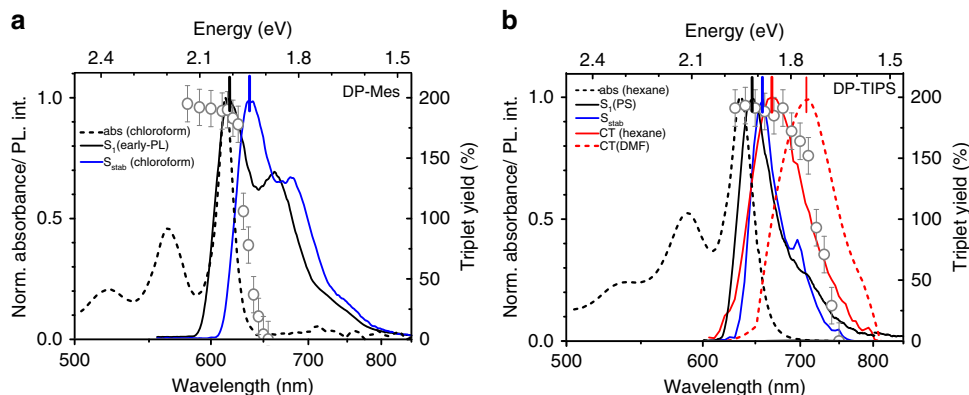 a
Energy (eV)
2.4 2.1 1.8 1.5
DP-Mes
abs (chloroform)
S1(early-PL)
Sstab (chloroform)
Norm. absorbance/ PL. int.
1.0
0.5
0.0
200
150
100
50
0
Triplet yield (%)
500 600 700 800
Wavelength (nm)
b
Energy (eV)
2.4 2.1 1.8 1.5
DP-TIPS
abs (hexane)
S1(PS)
Sstab
CT (hexane)
CT(DMF)
Norm. absorbance/ PL. int.
1.0
0.5
0.0
200
150
100
50
0
Triplet yield (%)
500 600 700 800
Wavelength (nm)